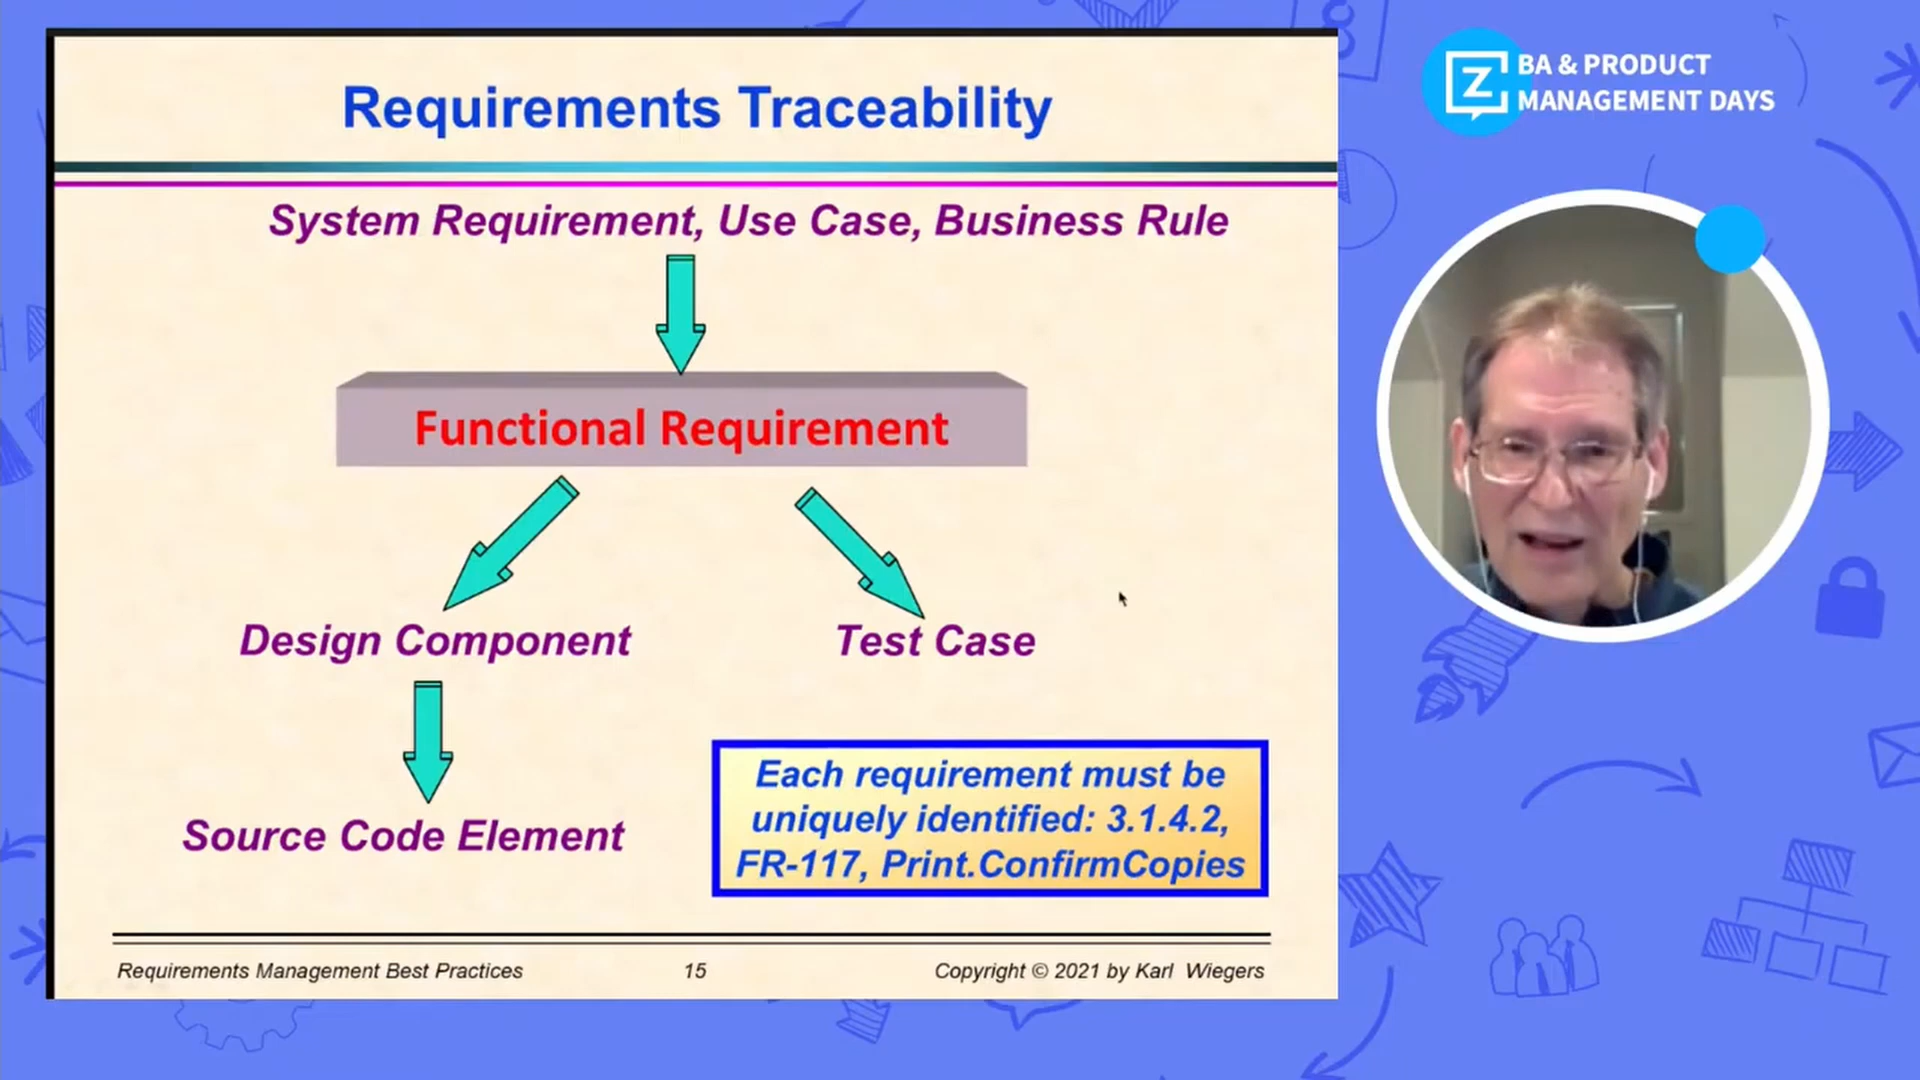 Requirements Traceability
System Requirement, Use Case, Business Rule
Functional Requirement
Design Component
Test Case
Source Code Element
Each requirement must be
uniquely identified: 3.1.4.2,
FR-117, Print.ConfirmCopies
Requirements Management Best Practices
15
Copyright © 2021 by Karl Wiegers
Z
BA & PRODUCT
MANAGEMENT DAYS